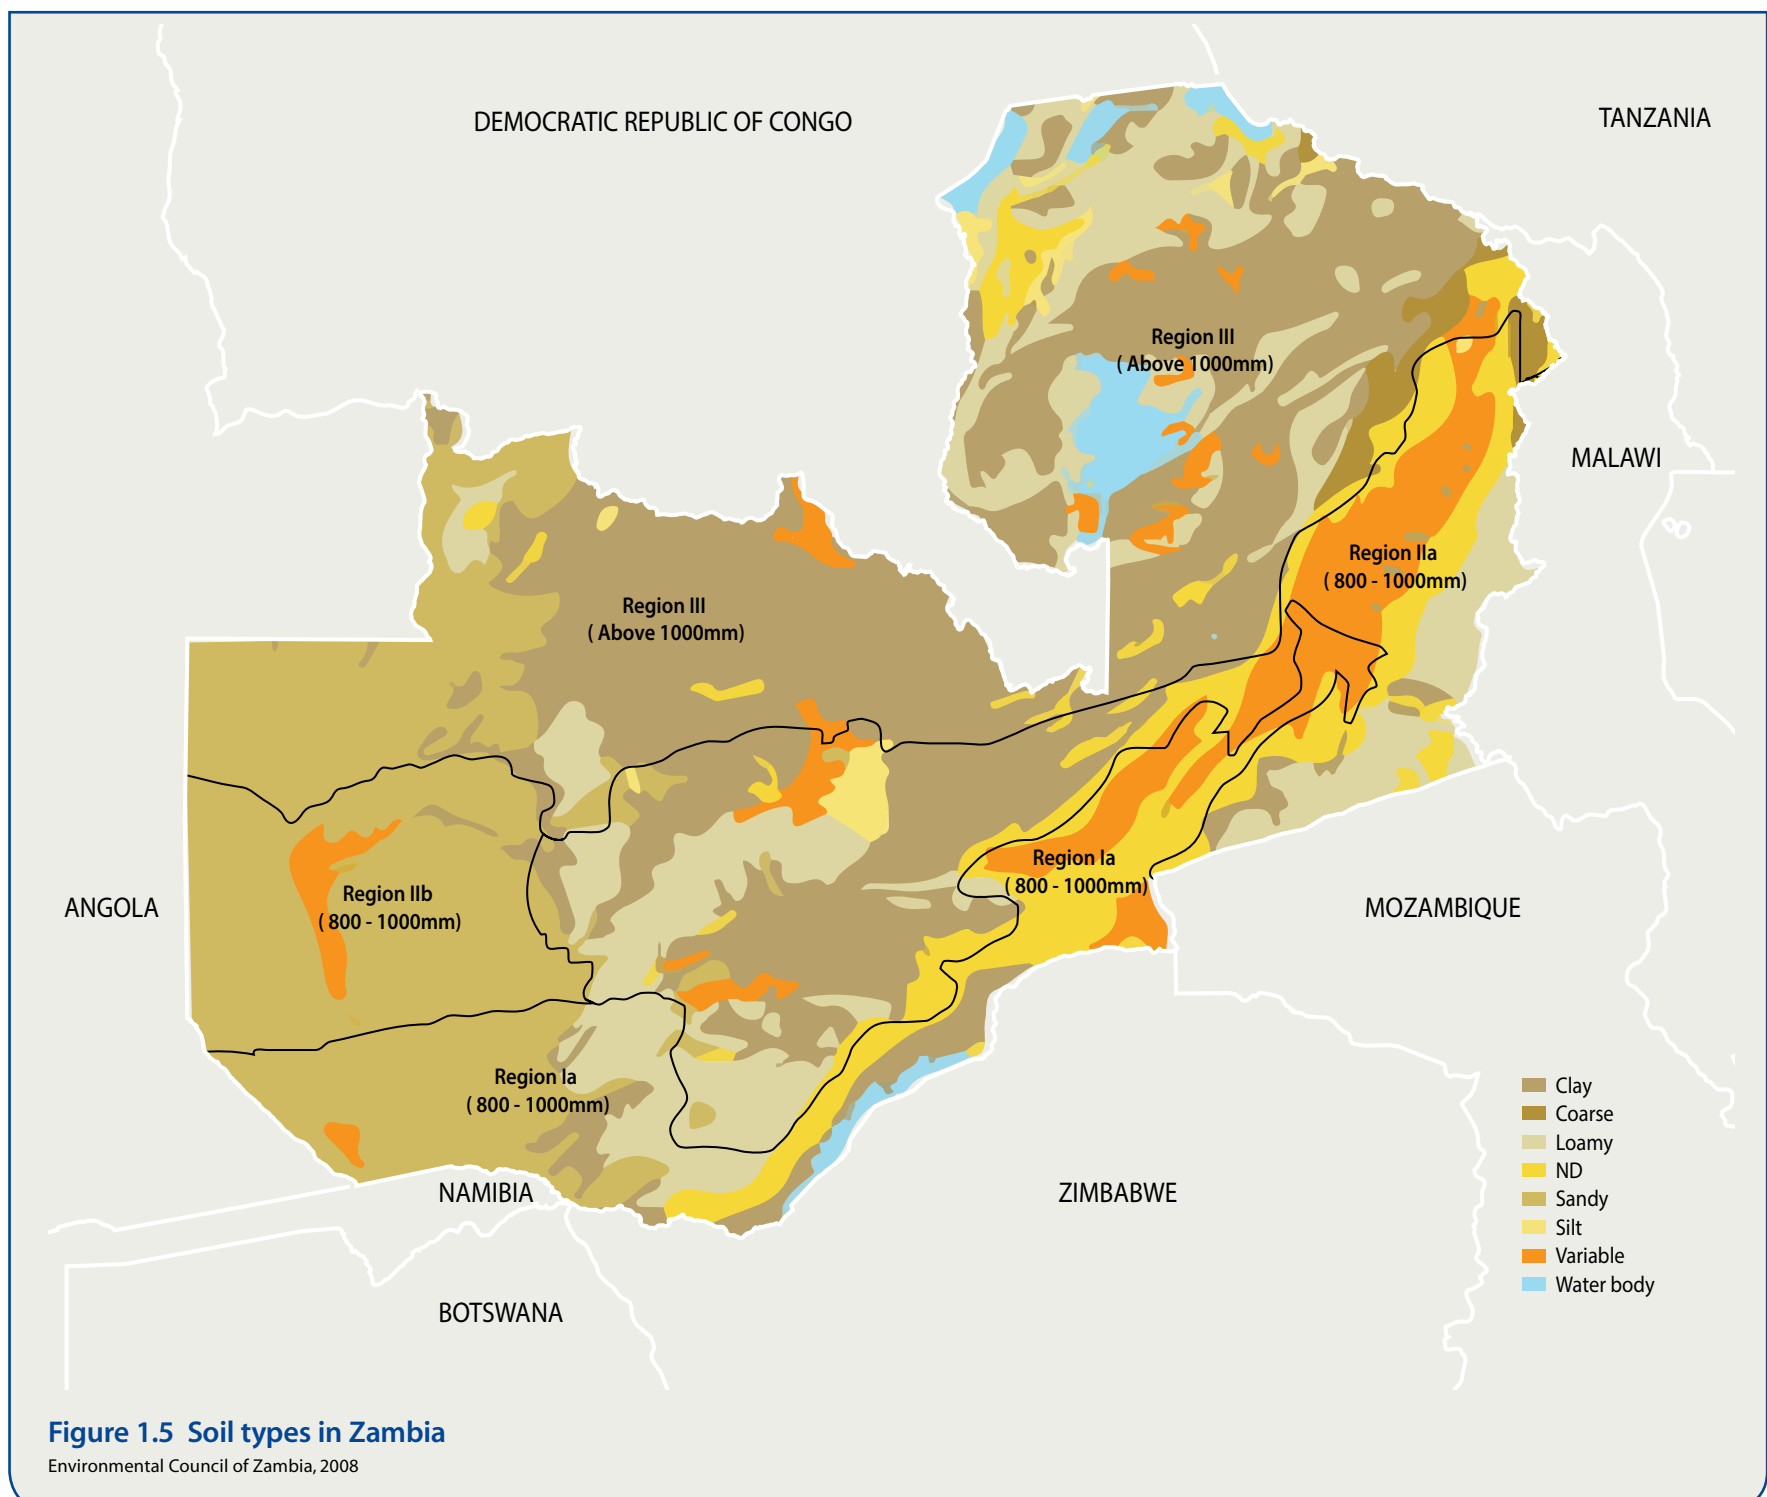 DEMOCRATIC REPUBLIC OF CONGO
TANZANIA
Region III
( Above 1000mm)
MALAWI
Region IIa
( 800 - 1000mm)
Region III
( Above 1000mm)
Region Ia
( 800 - 1000mm)
Region IIb
( 800 - 1000mm)
ANGOLA
MOZAMBIQUE
Region Ia
( 800 - 1000mm)
NAMIBIA
ZIMBABWE
BOTSWANA
Clay
Coarse
Loamy
ND
Sandy
Silt
Variable
Water body
Figure 1.5 Soil types in Zambia
Environmental Council of Zambia, 2008